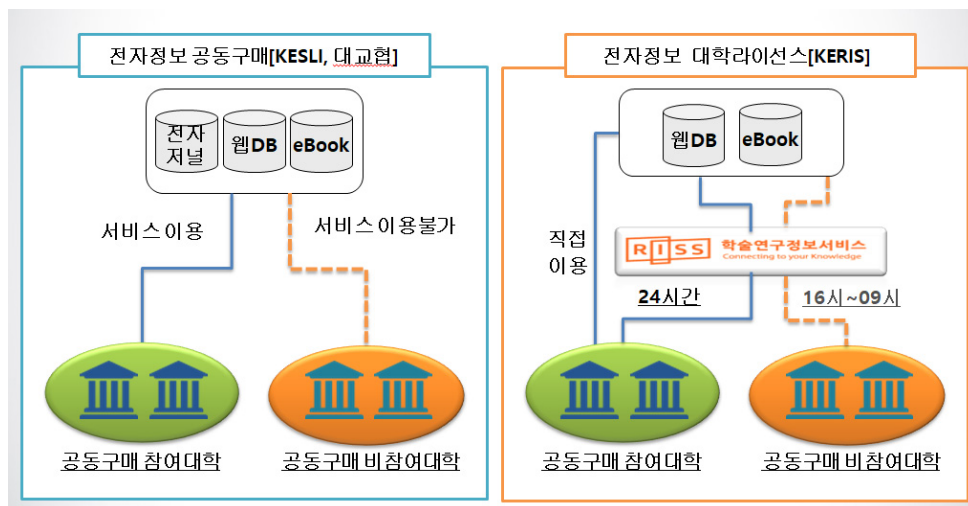 전자정보 공동구매[KESLI, 대교협]
전자
저널
웹DB
eBook
서비스 이용
서비스 이용불가
공동구매 참여대학
공동구매 비참여대학
전자정보 대학라이선스[KERIS]
웹DB
eBook
직접
이용
RISS 학술연구정보서비스
Connecting to your Knowledge
24시간
16시~09시
공동구매 참여대학
공동구매 비참여대학